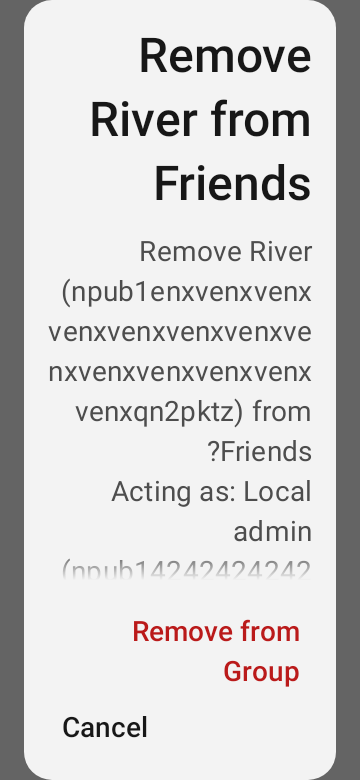 Remove
River from
Friends
Remove River
(npub1enxvenxvenx
venxvenxvenxvenxve
nxvenxvenxvenxvenx
venxqn2pktz) from
?Friends
Acting as: Local
admin
(npub14242424242
Remove from
Group
Cancel